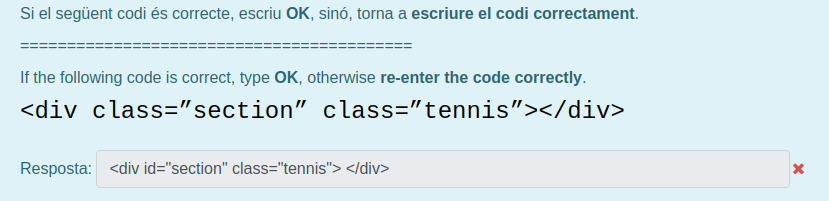 Si el següent codi és correcte, escriu OK, sinó, torna a escriure el codi correctament.
==========================================
If the following code is correct, type OK, otherwise re-enter the code correctly.
<div class=”section” class=”tennis”></div>
Resposta: <div id="section" class="tennis"> </div>